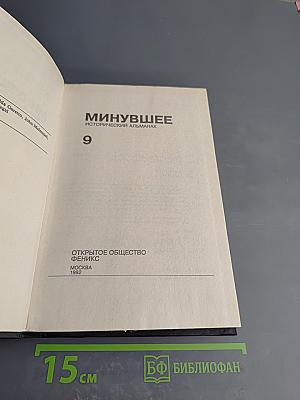 МИНУВШЕЕ
ИСТОРИЧЕСКИЙ АЛЬМАНАХ
9
ОТКРЫТОЕ ОБЩЕСТВО
ФЕНИКС
МОСКВА
1992
15 см
БФ БИБЛИОФАН